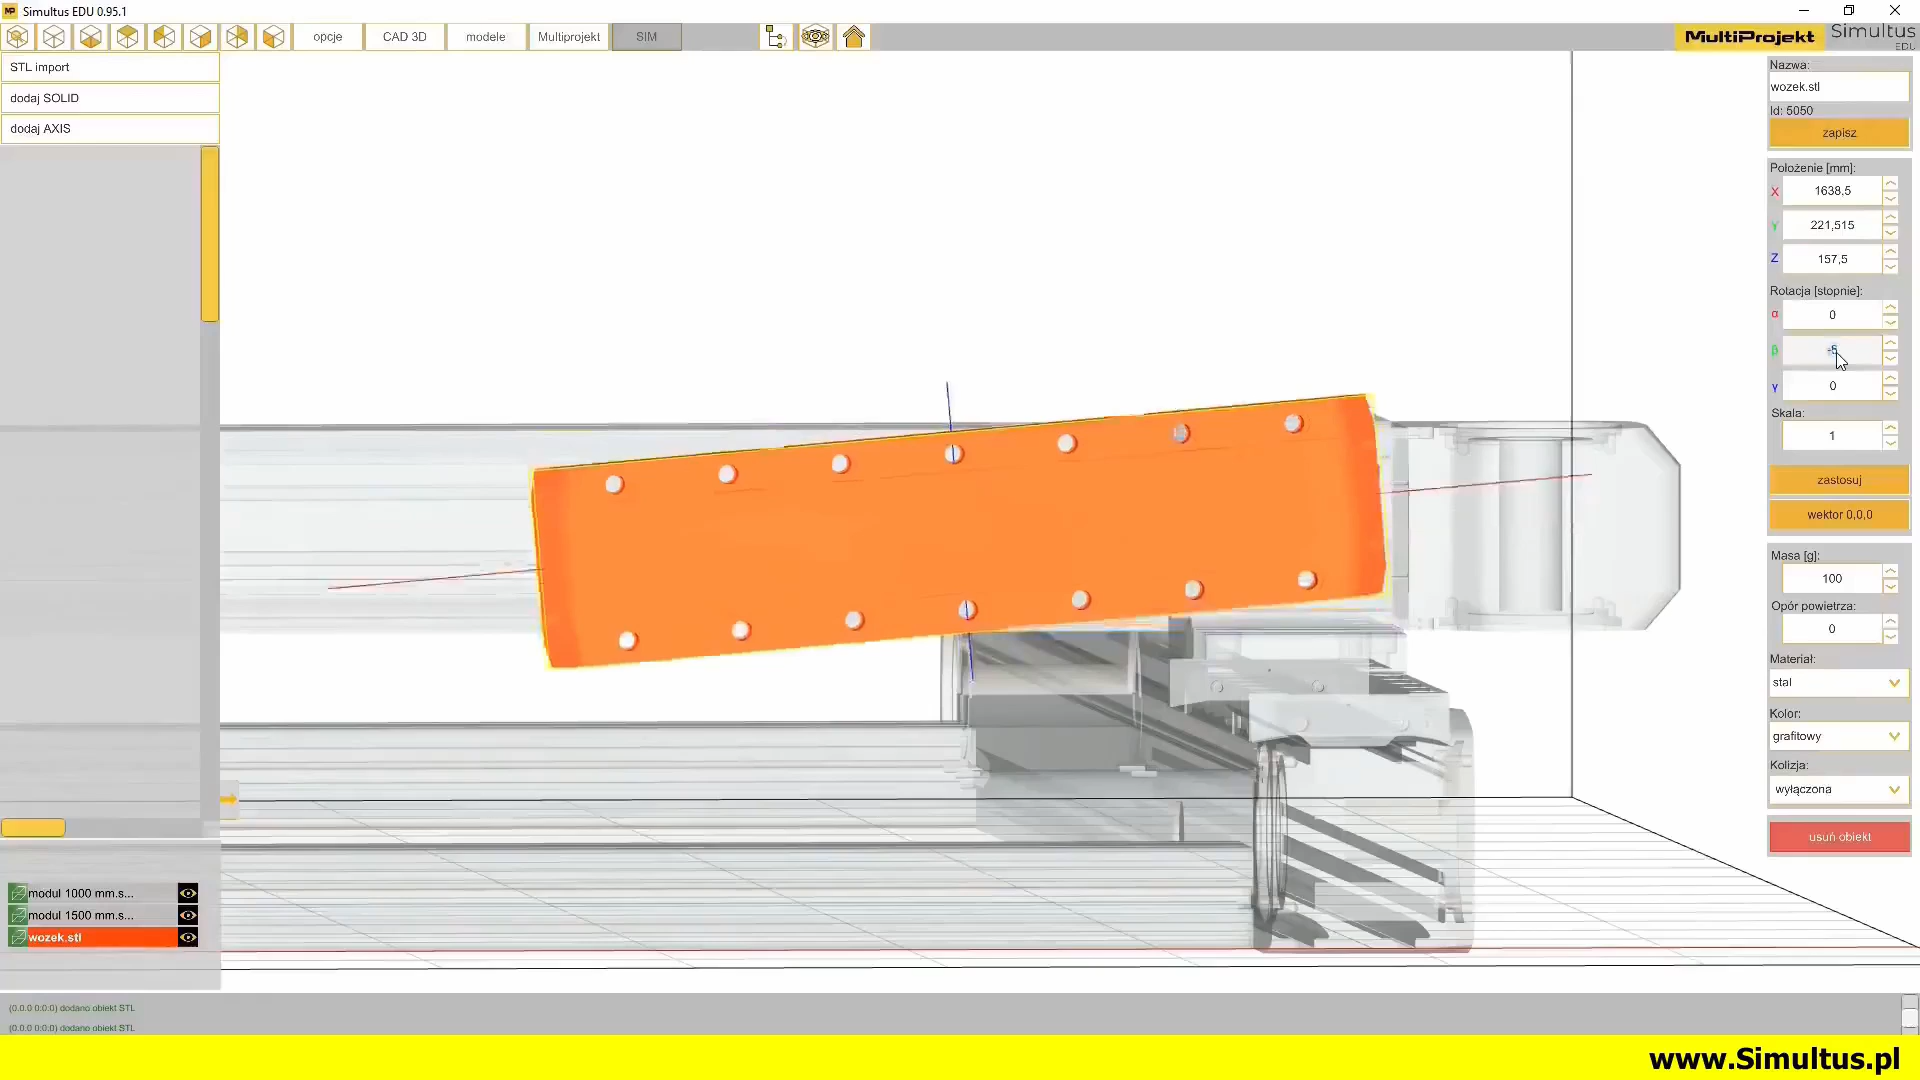 Simultus EDU 0.95.1
opcje
CAD 3D
modele
Multiprojekt
SIM
MultiProjekt
Simultus
EDU
STL import
dodaj SOLID
dodaj AXIS
Nazwa:
wozek.stl
Id: 5050
zapisz
Położenie [mm]:
X 1638,5
Y 221,515
Z 157,5
Rotacja [stopnie]:
α 0
β -5
γ 0
Skala:
1
zastosuj
wektor 0,0,0
Masa [g]:
100
Opór powietrza:
0
Materiał:
stal
Kolor:
grafitowy
Kolizja:
wyłączona
usuń obiekt
modul 1000 mm.s...
modul 1500 mm.s...
wozek.stl
(0.0.0 0:0:0) dodano obiekt STL
(0.0.0 0:0:0) dodano obiekt STL
www.Simultus.pl